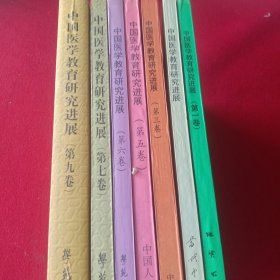 中国医学教育研究进展
（第九卷）
中国医学教育研究进展
（第七卷）
中国医学教育研究进展
（第六卷）
中国医学教育研究进展
（第五卷）
中国人
中国医学教育研究进展
（第三卷）
中
中国医学教育研究进展
中国医学教育研究进展
（第一卷）